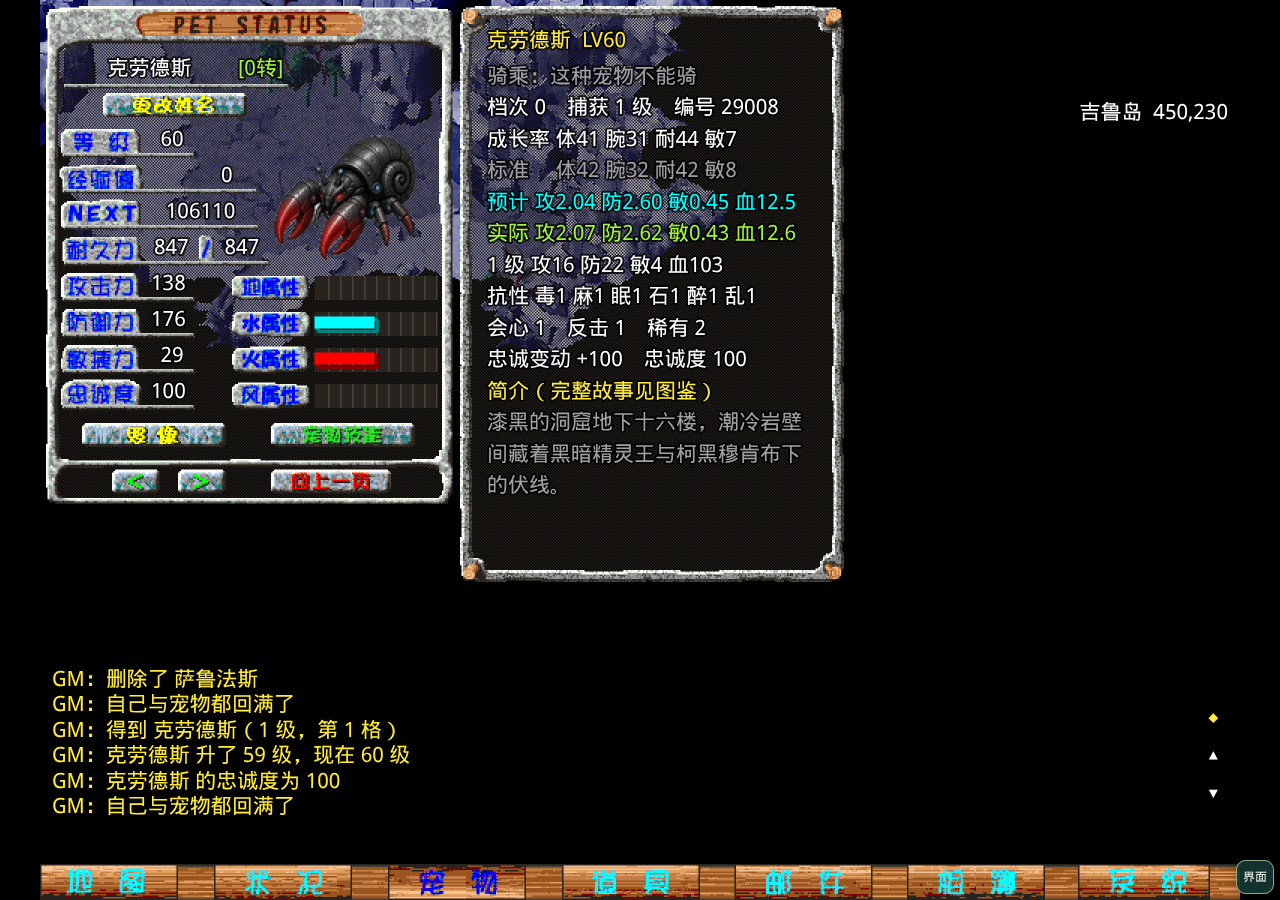 PET STATUS
克劳德斯 [0转]
更改姓名
等级 60
经验值 0
NEXT 106110
耐久力 847 / 847
攻击力 138 地属性
防御力 176 水属性
敏捷力 29 火属性
忠诚度 100 风属性
影像 宠物技能
< > 回上一页
克劳德斯 LV60
骑乘：这种宠物不能骑
档次 0 捕获 1 级 编号 29008
成长率 体41 腕31 耐44 敏7
标准 体42 腕32 耐42 敏8
预计 攻2.04 防2.60 敏0.45 血12.5
实际 攻2.07 防2.62 敏0.43 血12.6
1 级 攻16 防22 敏4 血103
抗性 毒1 麻1 眠1 石1 醉1 乱1
会心 1 反击 1 稀有 2
忠诚变动 +100 忠诚度 100
简介（完整故事见图鉴）
漆黑的洞窟地下十六楼，潮冷岩壁
间藏着黑暗精灵王与柯黑穆肯布下
的伏线。
吉鲁岛 450,230
GM：删除了 萨鲁法斯
GM：自己与宠物都回满了
GM：得到 克劳德斯（1 级，第 1 格）
GM：克劳德斯 升了 59 级，现在 60 级
GM：克劳德斯 的忠诚度为 100
GM：自己与宠物都回满了
地图 状况 宠物 道具 邮件 相簿 系统
界面